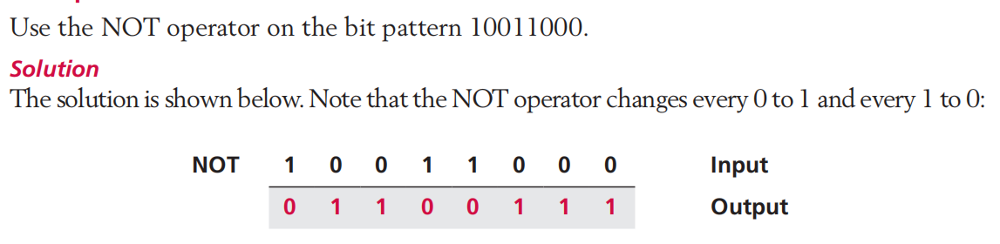 Use the NOT operator on the bit pattern 10011000.
Solution
The solution is shown below. Note that the NOT operator changes every 0 to 1 and every 1 to 0:
NOT 1 0 0 1 1 0 0 0 Input
0 1 1 0 0 1 1 1 Output